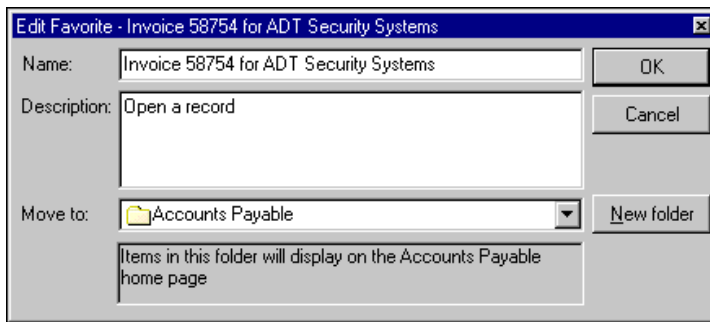 Edit Favorite - Invoice 58754 for ADT Security Systems
Name: Invoice 58754 for ADT Security Systems
OK
Description: Open a record
Cancel
Move to: Accounts Payable
New folder
Items in this folder will display on the Accounts Payable
home page